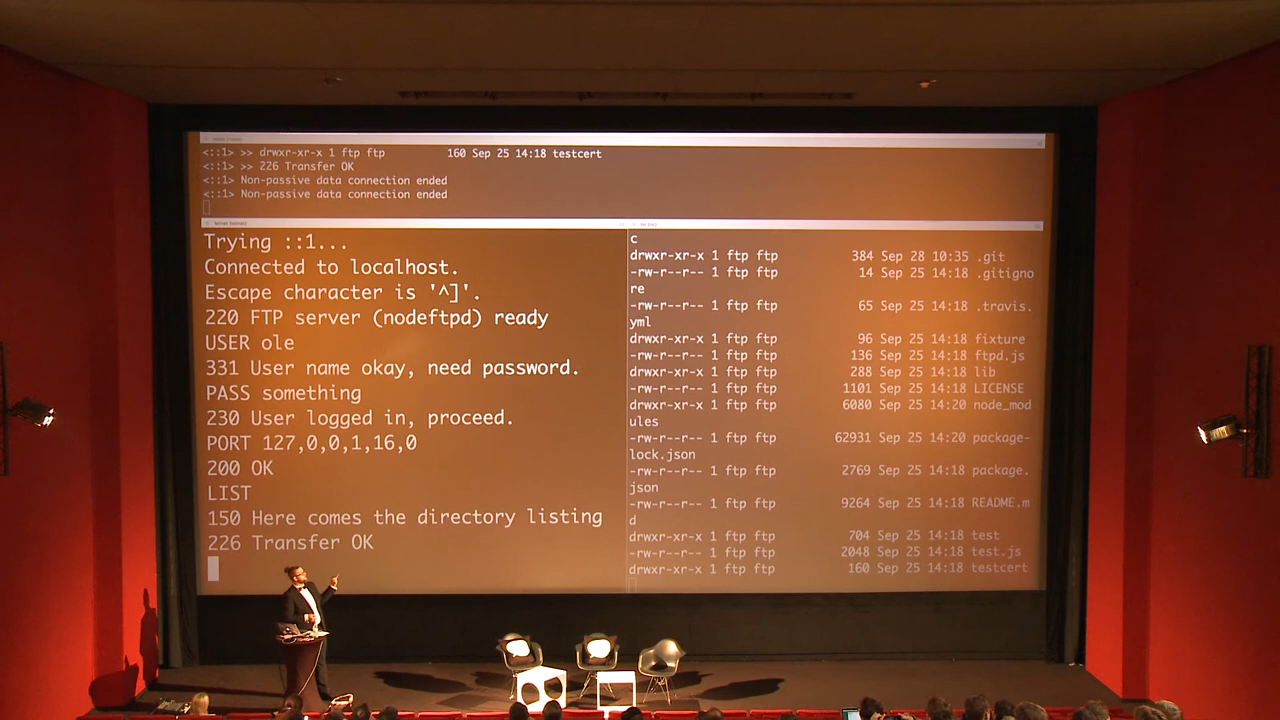 <::1> >> drwxr-xr-x 1 ftp ftp 160 Sep 25 14:18 testcert
<::1> >> 226 Transfer OK
<::1> Non-passive data connection ended
<::1> Non-passive data connection ended
Trying ::1...
Connected to localhost.
Escape character is '^]'.
220 FTP server (nodeftpd) ready
USER ole
331 User name okay, need password.
PASS something
230 User logged in, proceed.
PORT 127,0,0,1,16,0
200 OK
LIST
150 Here comes the directory listing
226 Transfer OK
c
drwxr-xr-x 1 ftp ftp 384 Sep 28 10:35 .git
-rw-r--r-- 1 ftp ftp 14 Sep 25 14:18 .gitigno
re
-rw-r--r-- 1 ftp ftp 65 Sep 25 14:18 .travis.
yml
drwxr-xr-x 1 ftp ftp 96 Sep 25 14:18 fixture
-rw-r--r-- 1 ftp ftp 136 Sep 25 14:18 ftpd.js
drwxr-xr-x 1 ftp ftp 288 Sep 25 14:18 lib
-rw-r--r-- 1 ftp ftp 1101 Sep 25 14:18 LICENSE
drwxr-xr-x 1 ftp ftp 6080 Sep 25 14:20 node_mod
ules
-rw-r--r-- 1 ftp ftp 62931 Sep 25 14:20 package-
lock.json
-rw-r--r-- 1 ftp ftp 2769 Sep 25 14:18 package.
json
-rw-r--r-- 1 ftp ftp 9264 Sep 25 14:18 README.m
d
drwxr-xr-x 1 ftp ftp 704 Sep 25 14:18 test
-rw-r--r-- 1 ftp ftp 2048 Sep 25 14:18 test.js
drwxr-xr-x 1 ftp ftp 160 Sep 25 14:18 testcert